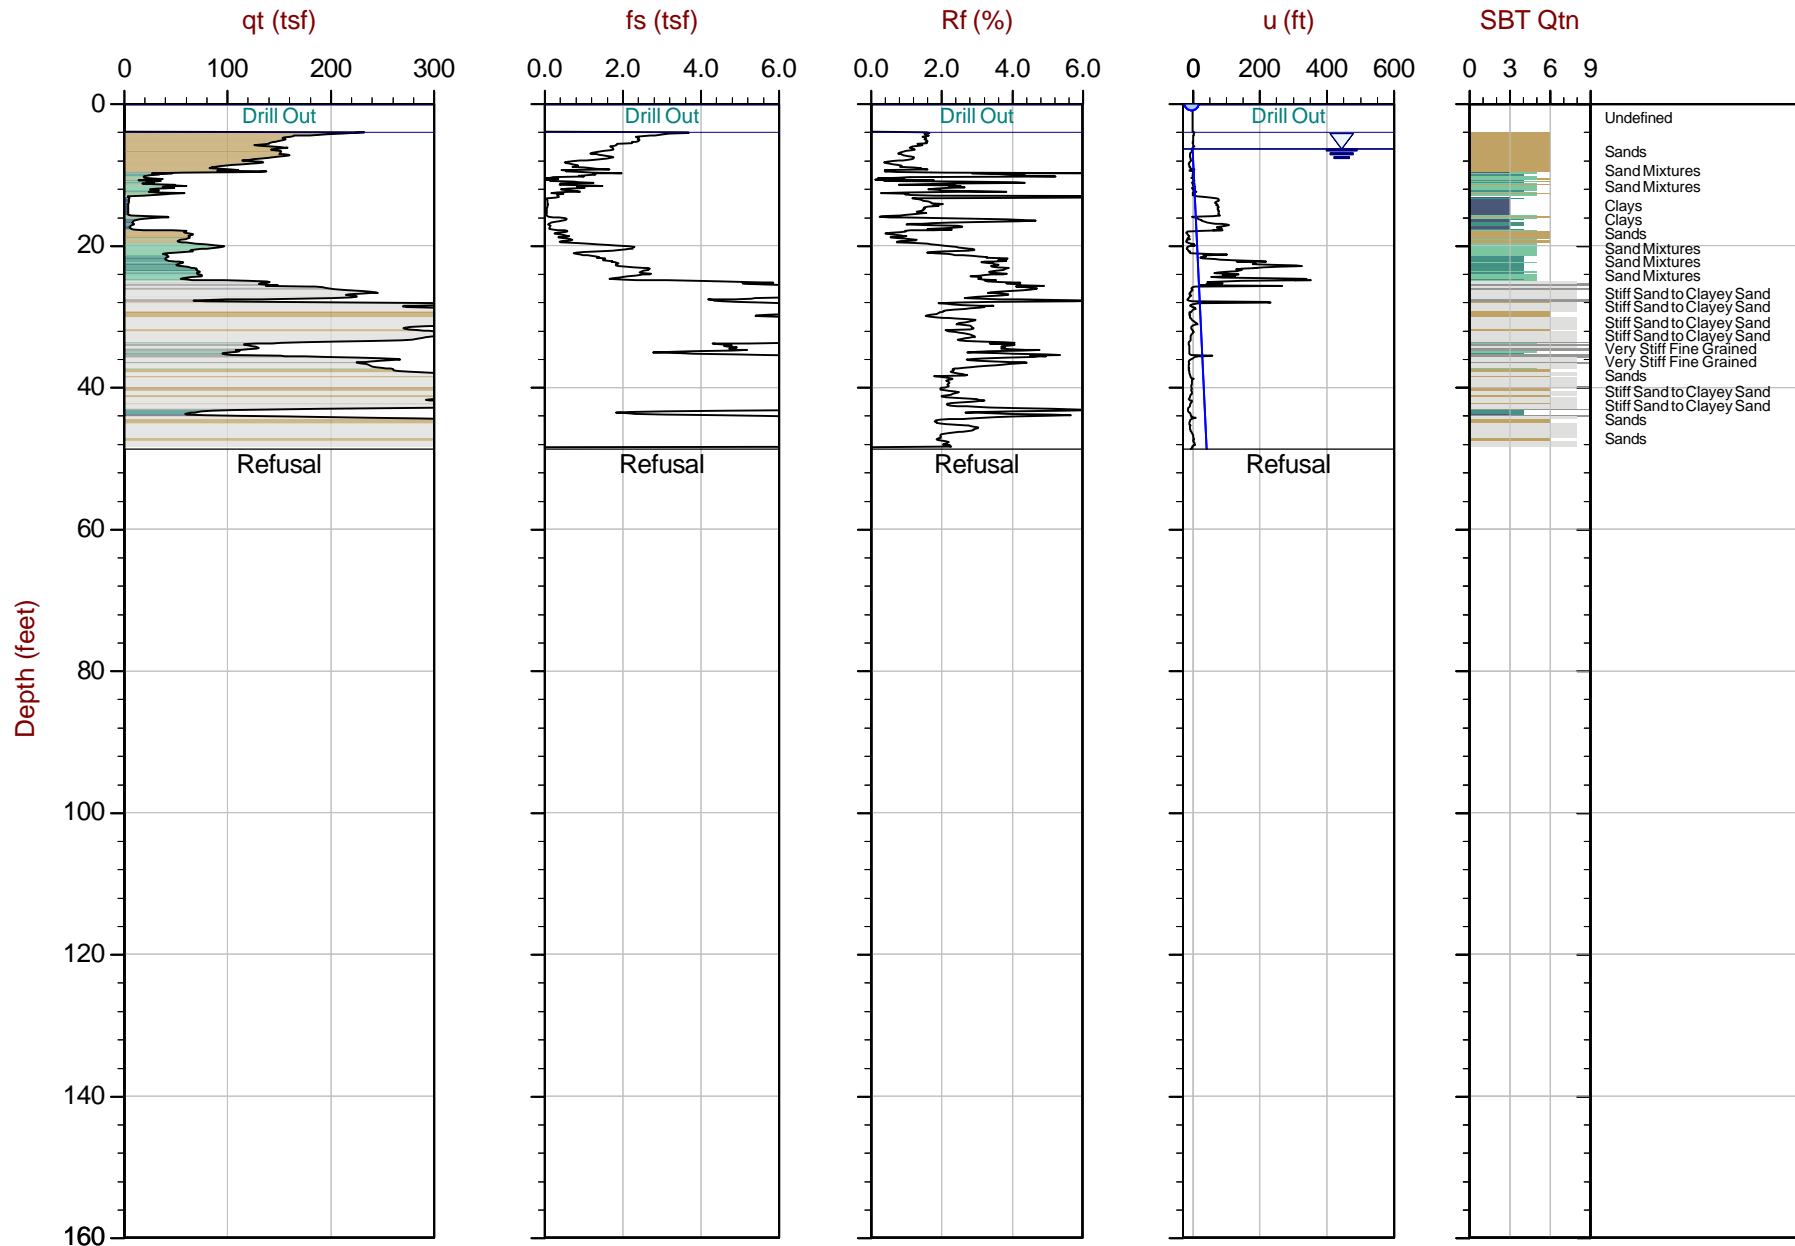 qt (tsf)
fs (tsf)
Rf (%)
u (ft)
SBT Qtn
0 100 200 300
0.0 2.0 4.0 6.0
0.0 2.0 4.0 6.0
0 200 400 600
0 3 6 9
Depth (feet)
0
20
40
60
80
100
120
140
160
Drill Out
Drill Out
Drill Out
Drill Out
Refusal
Refusal
Refusal
Refusal
Undefined
Sands
Sand Mixtures
Sand Mixtures
Clays
Clays
Sands
Sand Mixtures
Sand Mixtures
Sand Mixtures
Stiff Sand to Clayey Sand
Stiff Sand to Clayey Sand
Stiff Sand to Clayey Sand
Stiff Sand to Clayey Sand
Very Stiff Fine Grained
Very Stiff Fine Grained
Sands
Stiff Sand to Clayey Sand
Stiff Sand to Clayey Sand
Sands
Sands